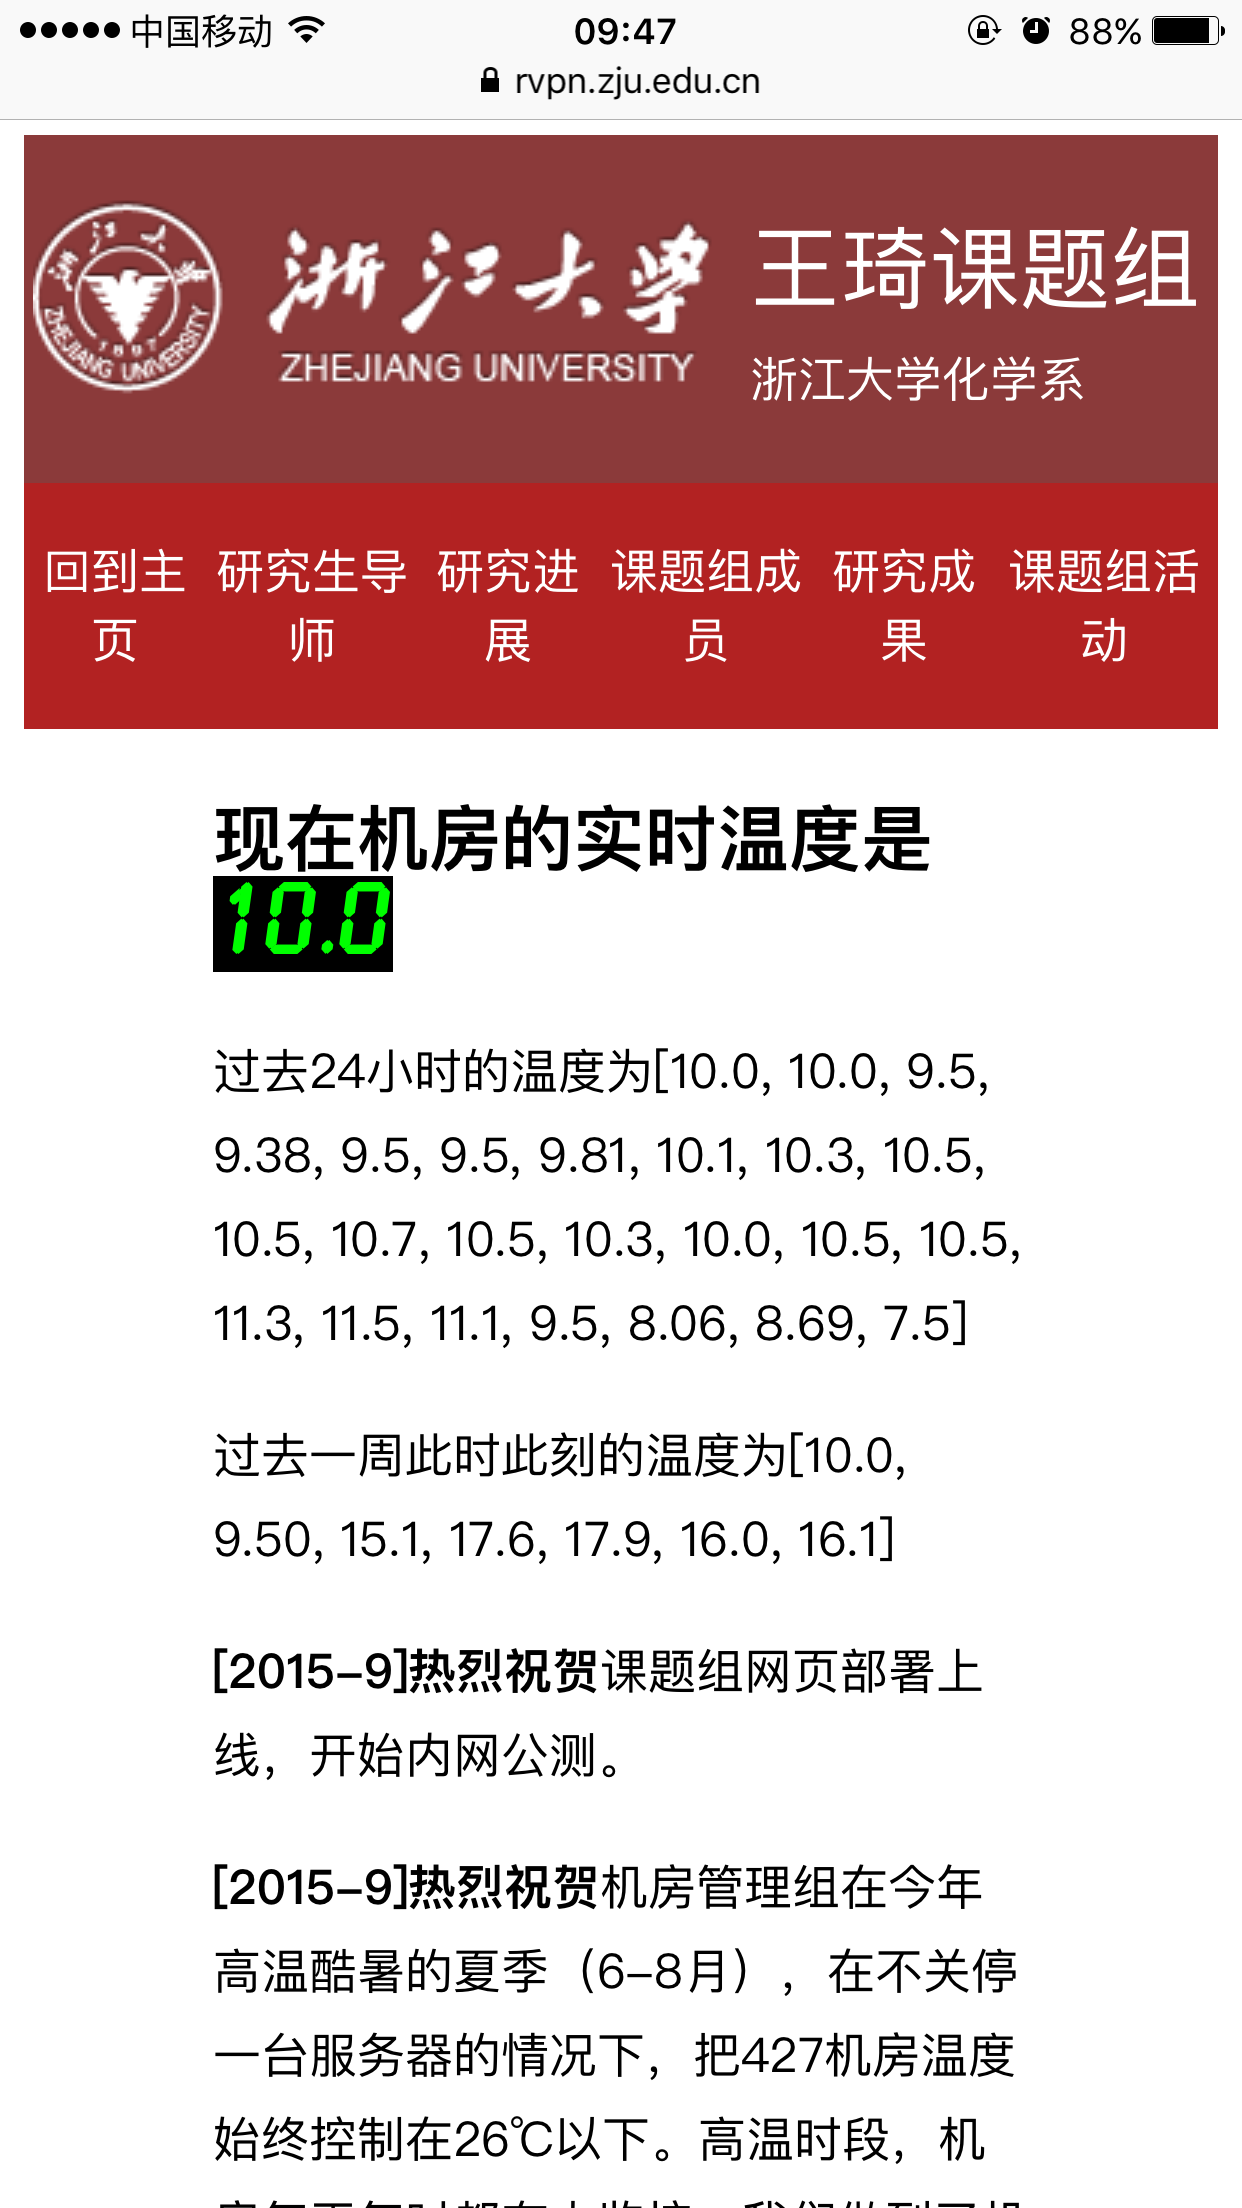 中国移动 09:47 88%
rvpn.zju.edu.cn
浙江大学 王琦课题组
ZHEJIANG UNIVERSITY
浙江大学化学系
浙江大学
ZHEJIANG UNIVERSITY
1897
回到主页 研究生导师 研究进展 课题组成员 研究成果 课题组活动
现在机房的实时温度是
10.0
过去24小时的温度为[10.0, 10.0, 9.5,
9.38, 9.5, 9.5, 9.81, 10.1, 10.3, 10.5,
10.5, 10.7, 10.5, 10.3, 10.0, 10.5, 10.5,
11.3, 11.5, 11.1, 9.5, 8.06, 8.69, 7.5]
过去一周此时此刻的温度为[10.0,
9.50, 15.1, 17.6, 17.9, 16.0, 16.1]
[2015-9]热烈祝贺课题组网页部署上
线，开始内网公测。
[2015-9]热烈祝贺机房管理组在今年
高温酷暑的夏季（6-8月），在不关停
一台服务器的情况下，把427机房温度
始终控制在26℃以下。高温时段，机